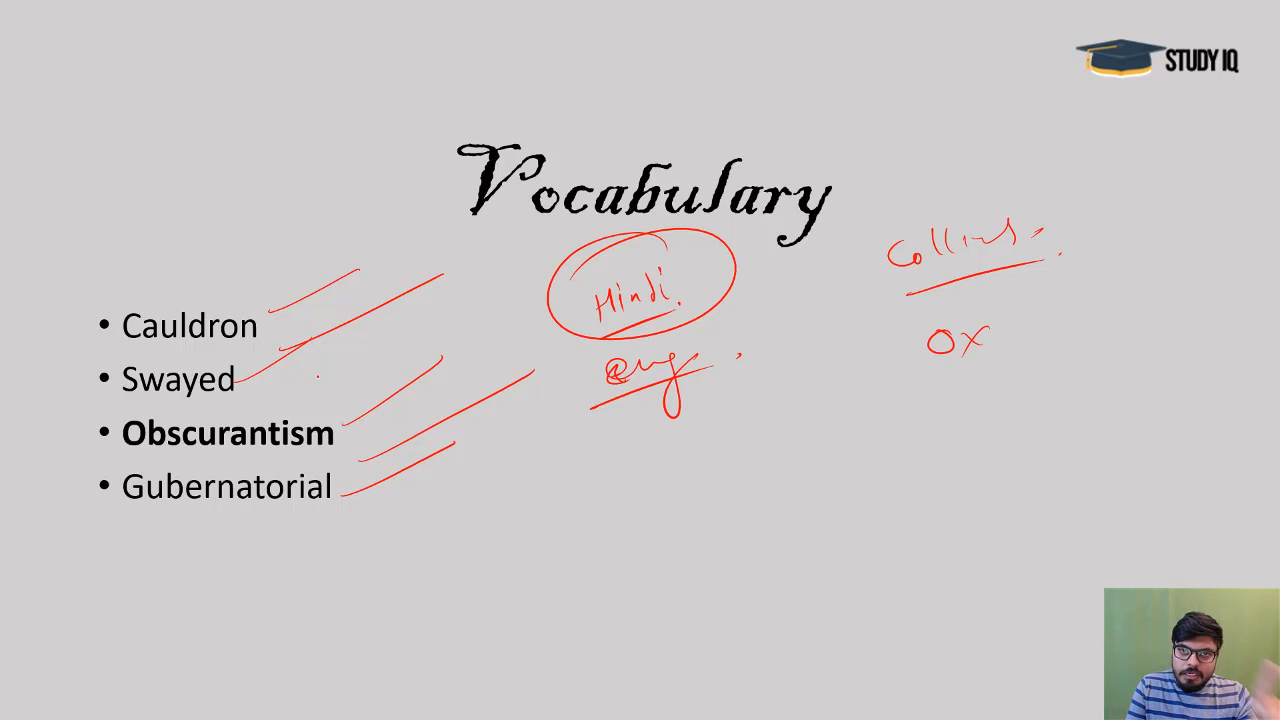 STUDY IQ
Vocabulary
Collins.
Hindi.
Eng.
OX
• Cauldron
• Swayed
• Obscurantism
• Gubernatorial